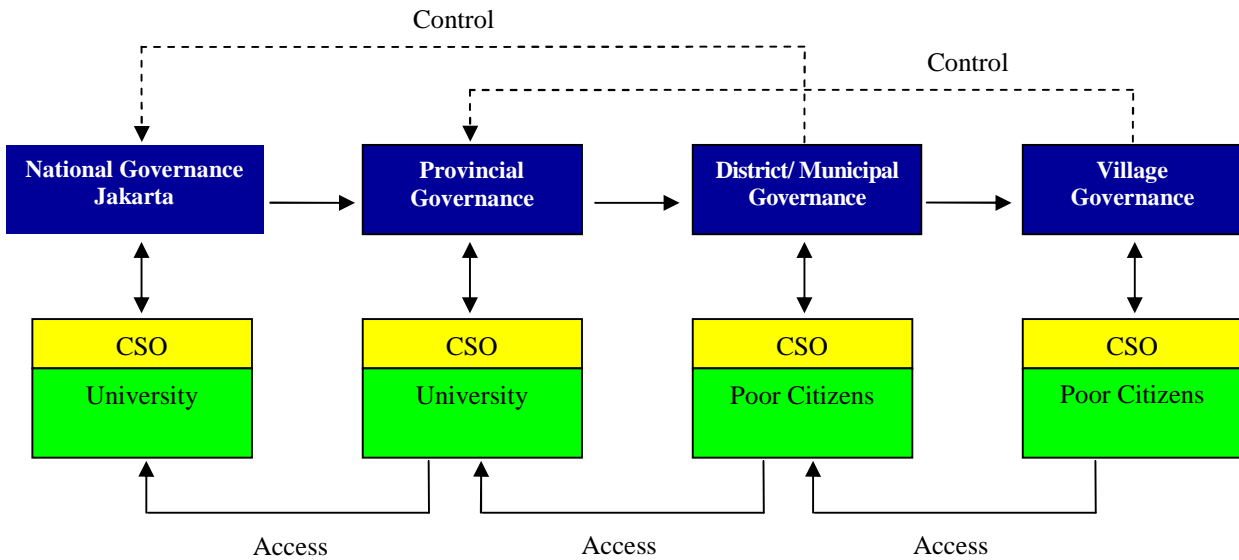 Control
Control
National Governance
Jakarta
Provincial
Governance
District/ Municipal
Governance
Village
Governance
CSO
CSO
CSO
CSO
University
University
Poor Citizens
Poor Citizens
Access
Access
Access